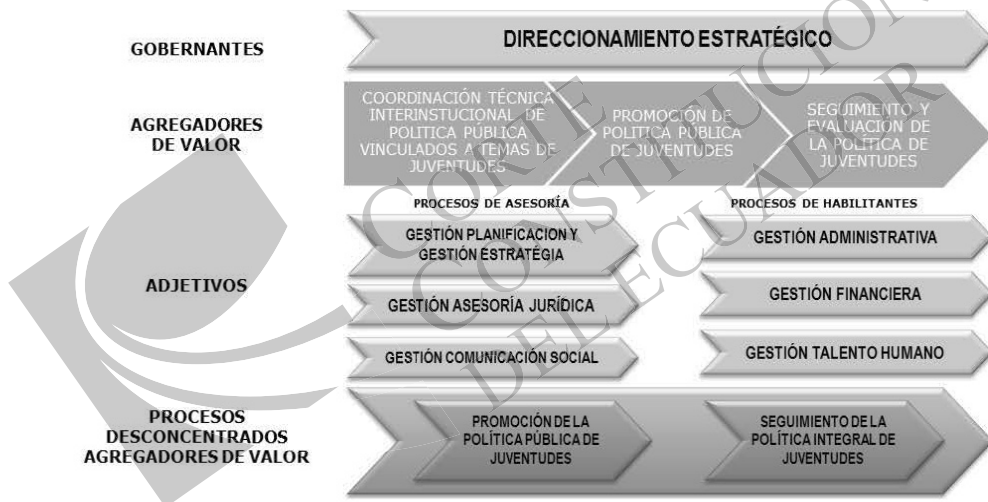 GOBERNANTES
DIRECCIONAMIENTO ESTRATÉGICO
AGREGADORES
DE VALOR
COORDINACIÓN TÉCNICA
INTERINSTUCIONAL DE
POLITICA PÚBLICA
VINCULADOS A TEMAS DE
JUVENTUDES
PROMOCIÓN DE
POLITICA PÚBLICA
DE JUVENTUDES
SEGUIMIENTO Y
EVALUACIÓN DE
LA POLÍTICA DE
JUVENTUDES
ADJETIVOS
PROCESOS DE ASESORÍA
GESTIÓN PLANIFICACION Y
GESTIÓN ESTRATÉGIA
GESTIÓN ASESORÍA JURÍDICA
GESTIÓN COMUNICACIÓN SOCIAL
PROCESOS DE HABILITANTES
GESTIÓN ADMINISTRATIVA
GESTIÓN FINANCIERA
GESTIÓN TALENTO HUMANO
PROCESOS
DESCONCENTRADOS
AGREGADORES DE VALOR
PROMOCIÓN DE LA
POLÍTICA PÚBLICA DE
JUVENTUDES
SEGUIMIENTO DE LA
POLÍTICA INTEGRAL DE
JUVENTUDES
CORTE
CONSTITUCION
DEL ECUADOR